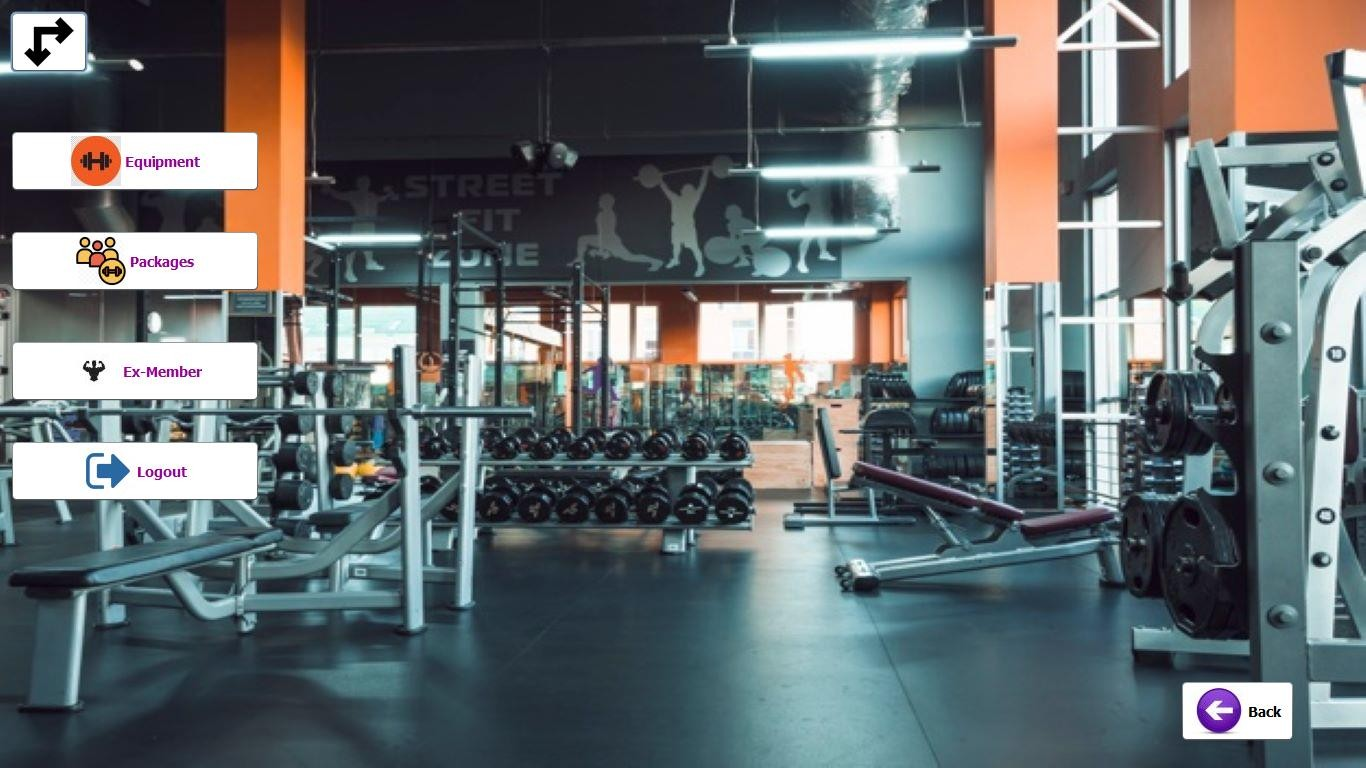 STREET
FIT
ZONE
Equipment
Packages
Ex-Member
Logout
Back